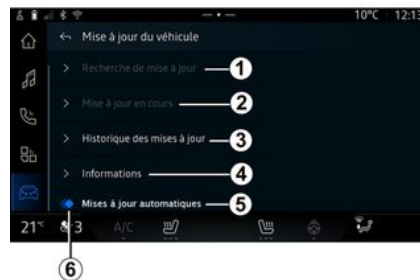 10°C 12:13
Mise à jour du véhicule
Recherche de mise à jour 1
Mise à jour en cours 2
Historique des mises à jour 3
Informations 4
Mises à jour automatiques 5
21°C 3 A/C
6